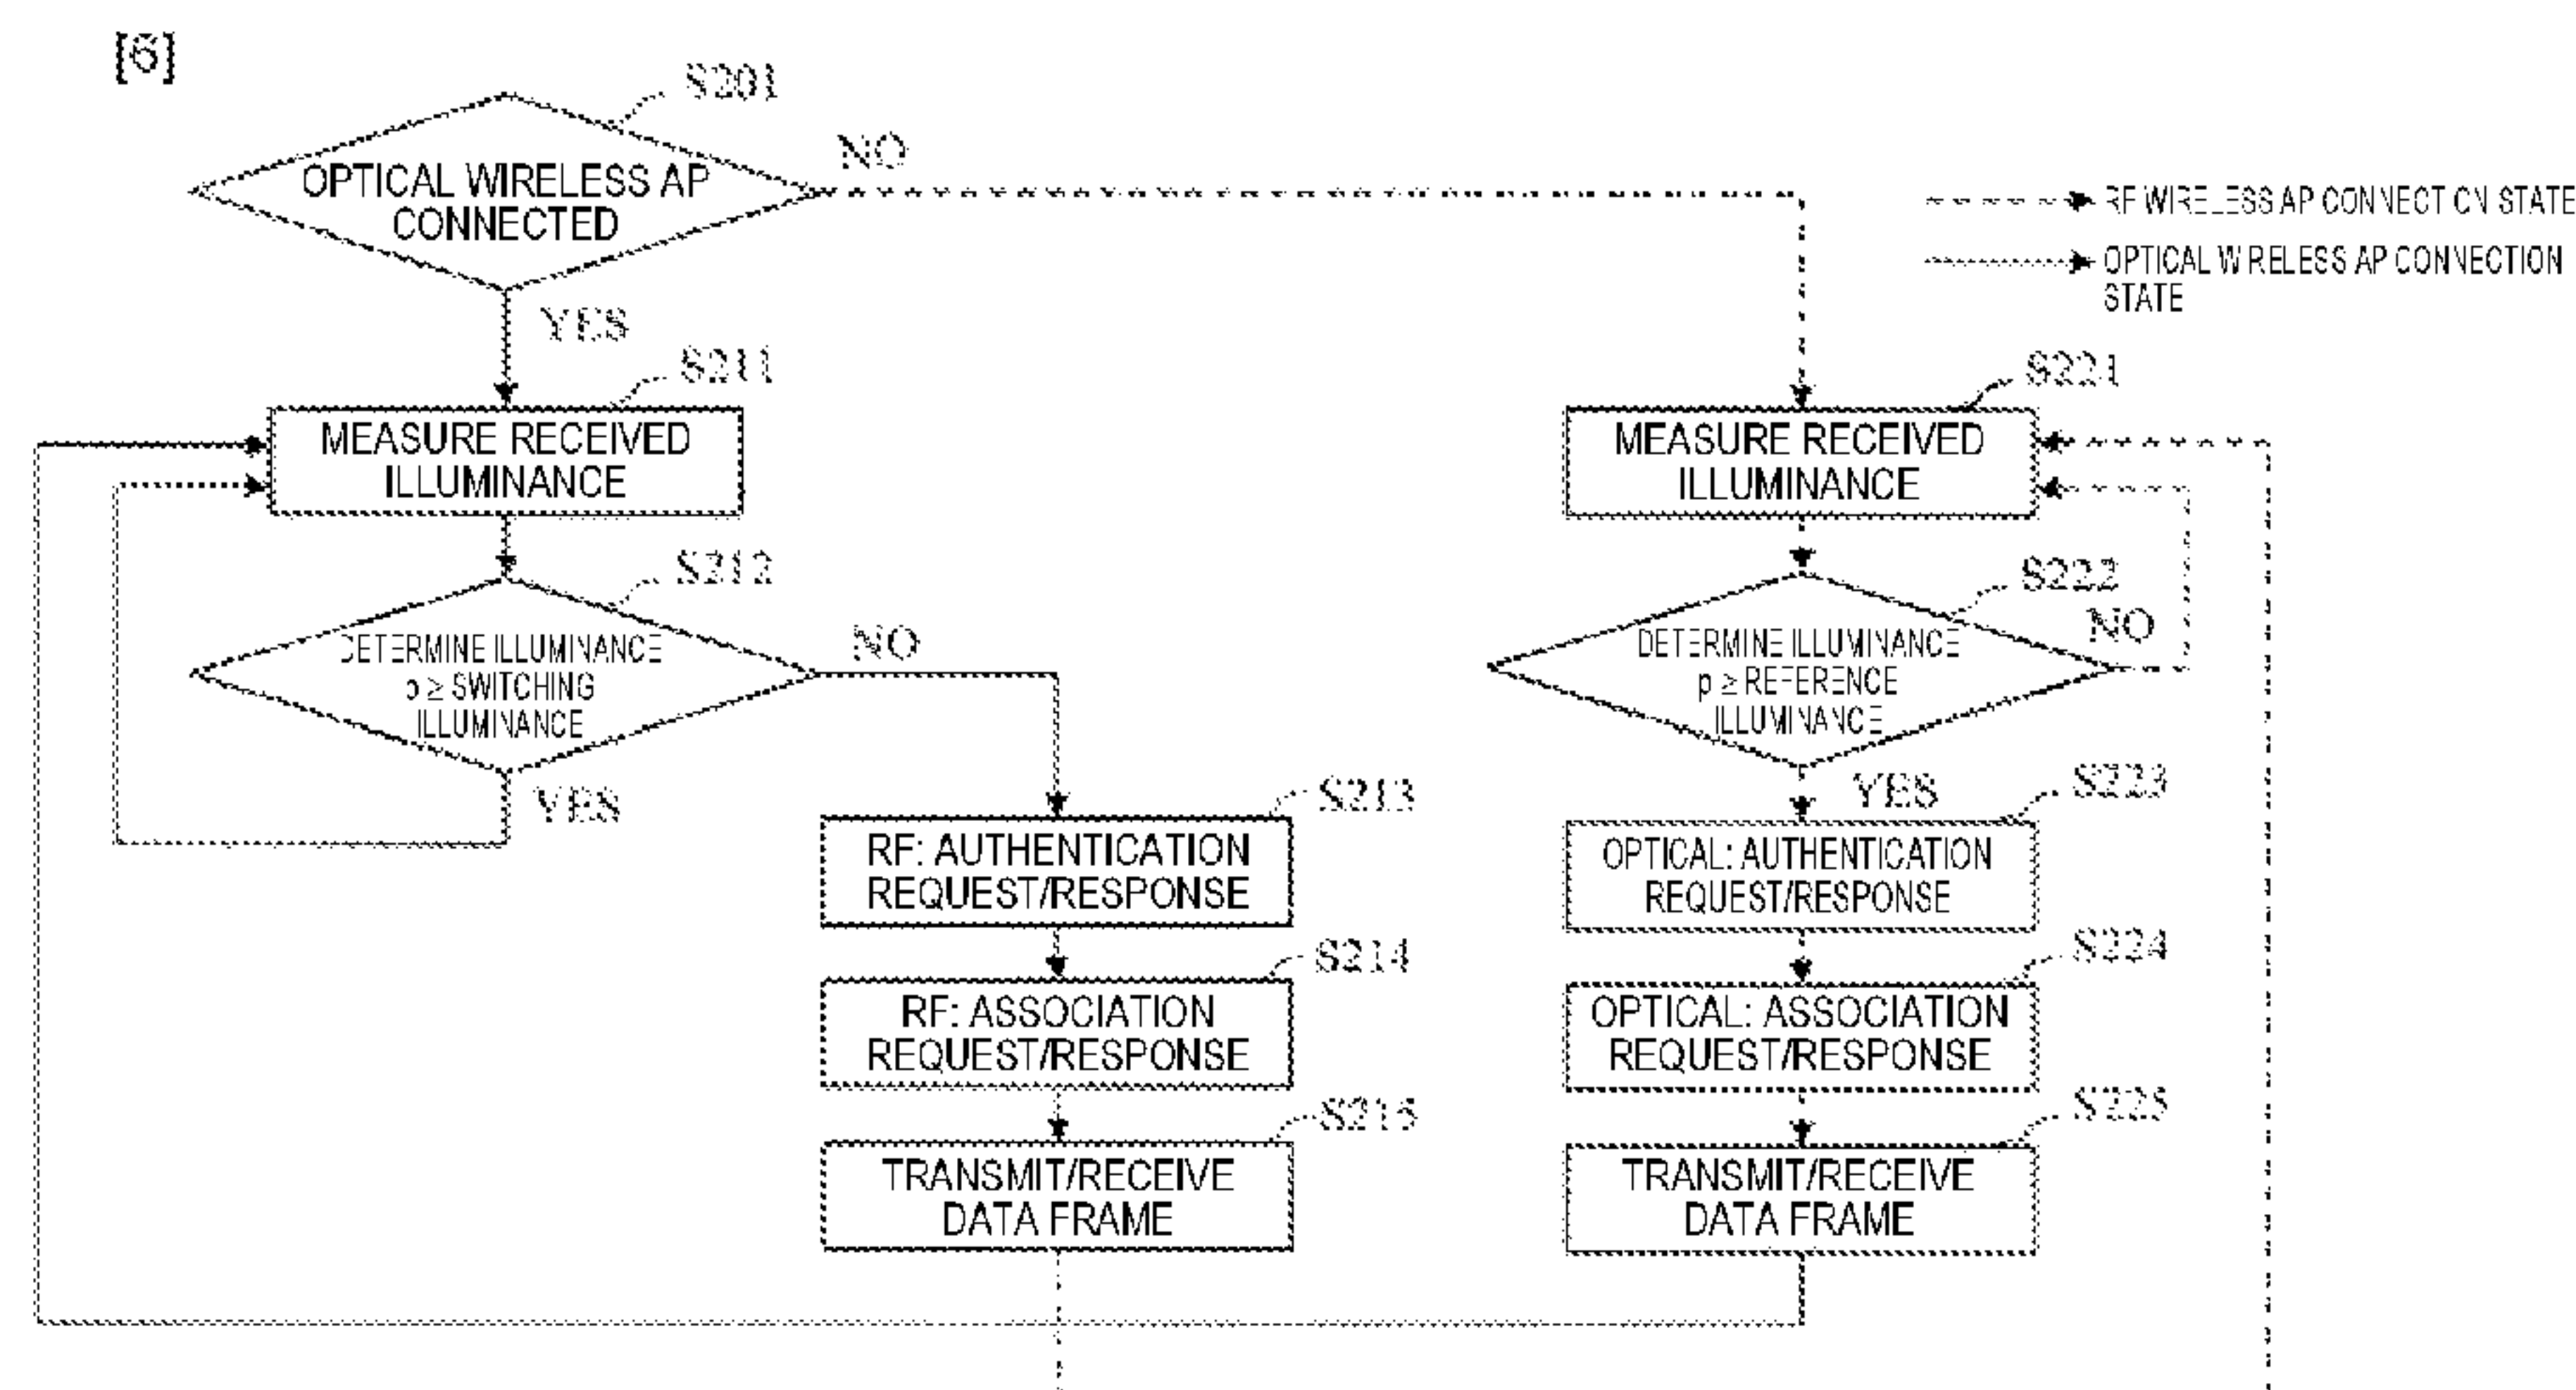 [6]
S201
OPTICAL WIRELESS AP
CONNECTED
NO
YES
RF WIRELESS AP CONNECTION STATE
OPTICAL WIRELESS AP CONNECTION
STATE
S211
MEASURE RECEIVED
ILLUMINANCE
S221
MEASURE RECEIVED
ILLUMINANCE
S212
DETERMINE ILLUMINANCE
p ≥ SWITCHING
ILLUMINANCE
NO
YES
S222
DETERMINE ILLUMINANCE
p ≥ REFERENCE
ILLUMINANCE
NO
YES
S213
RF: AUTHENTICATION
REQUEST/RESPONSE
S223
OPTICAL: AUTHENTICATION
REQUEST/RESPONSE
S214
RF: ASSOCIATION
REQUEST/RESPONSE
S224
OPTICAL: ASSOCIATION
REQUEST/RESPONSE
S215
TRANSMIT/RECEIVE
DATA FRAME
S225
TRANSMIT/RECEIVE
DATA FRAME